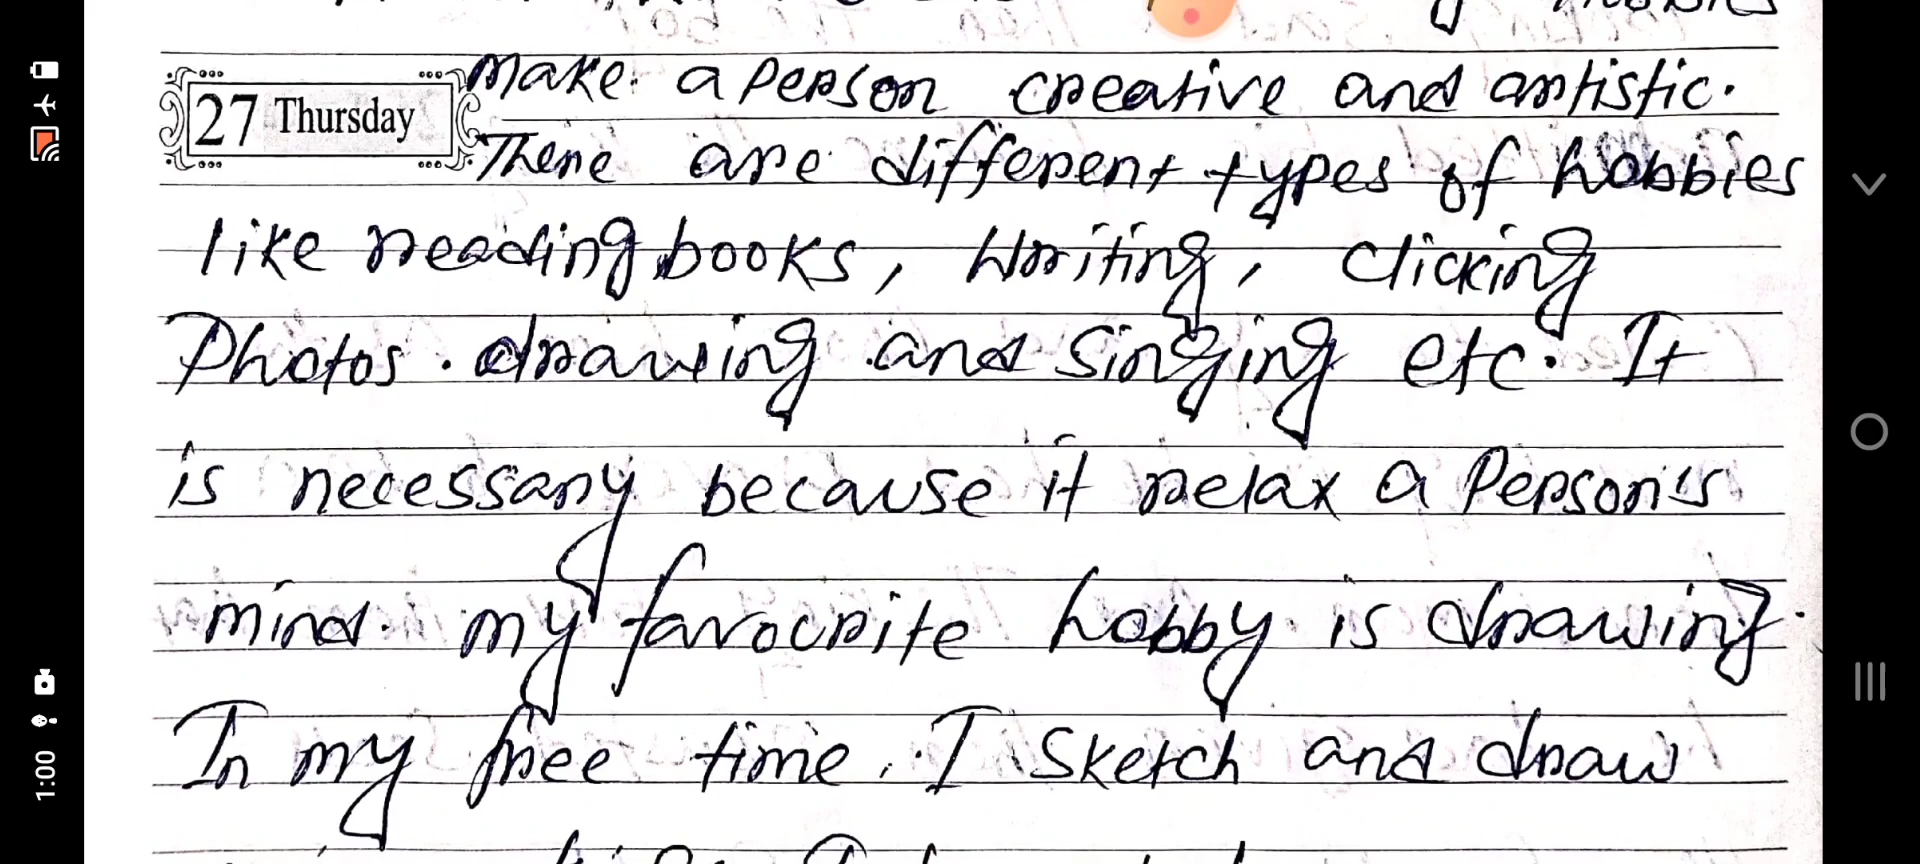 make a person creative and artistic.
27 Thursday
There are different types of hobbies
like reading books, Writing, clicking
Photos. drawing and Singing etc. It
is necessary because it relax a Person's
mind. my favourite hobby is drawing.
In my free time. I Sketch and draw
1:00